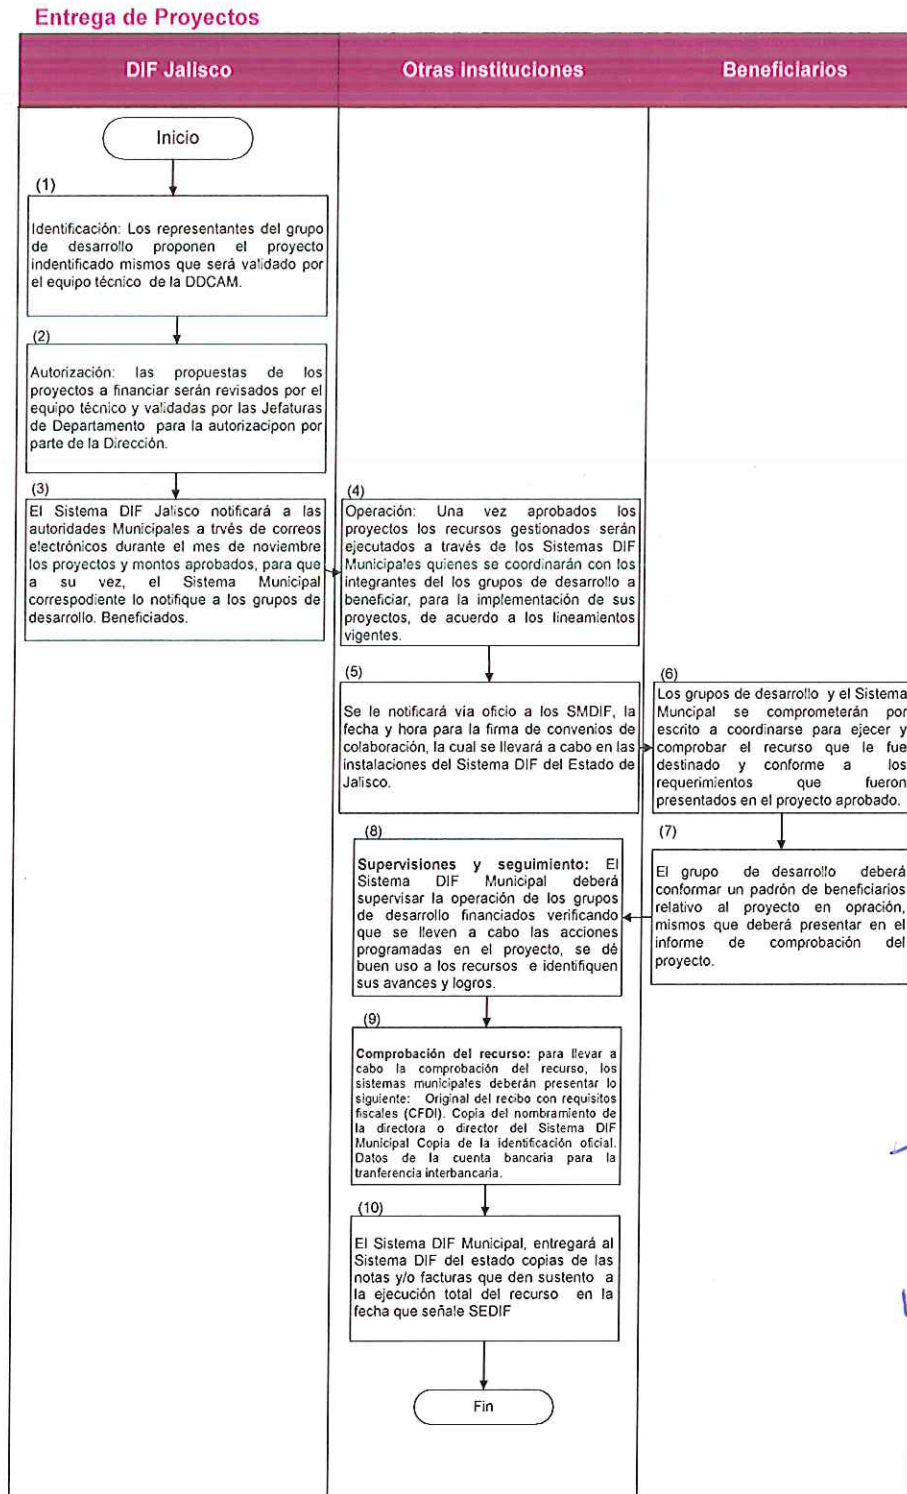 Entrega de Proyectos
DIF Jalisco
Otras instituciones
Beneficiarios
Inicio
(1)
Identificación: Los representantes del grupo
de desarrollo proponen el proyecto
indentificado mismos que será validado por
el equipo técnico de la DDCAM.
(2)
Autorización: las propuestas de los
proyectos a financiar serán revisados por el
equipo técnico y validadas por las Jefaturas
de Departamento para la autorizacipon por
parte de la Dirección.
(3)
El Sistema DIF Jalisco notificará a las
autoridades Municipales a trvés de correos
electrónicos durante el mes de noviembre
los proyectos y montos aprobados, para que
a su vez, el Sistema Municipal
correspodiente lo notifique a los grupos de
desarrollo. Beneficiados.
(4)
Operación: Una vez aprobados los
proyectos los recursos gestionados serán
ejecutados a través de los Sistemas DIF
Municipales quienes se coordinarán con los
integrantes del los grupos de desarrollo a
beneficiar, para la implementación de sus
proyectos, de acuerdo a los lineamientos
vigentes.
(5)
Se le notificará vía oficio a los SMDIF, la
fecha y hora para la firma de convenios de
colaboración, la cual se llevará a cabo en las
instalaciones del Sistema DIF del Estado de
Jalisco.
(6)
Los grupos de desarrollo y el Sistema
Muncipal se comprometerán por
escrito a coordinarse para ejecer y
comprobar el recurso que le fue
destinado y conforme a los
requerimientos que fueron
presentados en el proyecto aprobado.
(7)
El grupo de desarrollo deberá
conformar un padrón de beneficiarios
relativo al proyecto en opración,
mismos que deberá presentar en el
informe de comprobación del
proyecto.
(8)
Supervisiones y seguimiento: El
Sistema DIF Municipal deberá
supervisar la operación de los grupos
de desarrollo financiados verificando
que se lleven a cabo las acciones
programadas en el proyecto, se dé
buen uso a los recursos e identifiquen
sus avances y logros.
(9)
Comprobación del recurso: para llevar a
cabo la comprobación del recurso, los
sistemas municipales deberán presentar lo
siguiente: Original del recibo con requisitos
fiscales (CFDI). Copia del nombramiento de
la directora o director del Sistema DIF
Municipal Copia de la identificación oficial.
Datos de la cuenta bancaria para la
tranferencia interbancaria.
(10)
El Sistema DIF Municipal, entregará al
Sistema DIF del estado copias de las
notas y/o facturas que den sustento a
la ejecución total del recurso en la
fecha que señale SEDIF
Fin